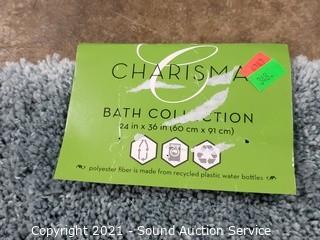 CHARISMA
BATH COLLECTION
24 in x 36 in (60 cm x 91 cm)
polyester fiber is made from recycled plastic water bottles
Copyright 2021 - Sound Auction Service